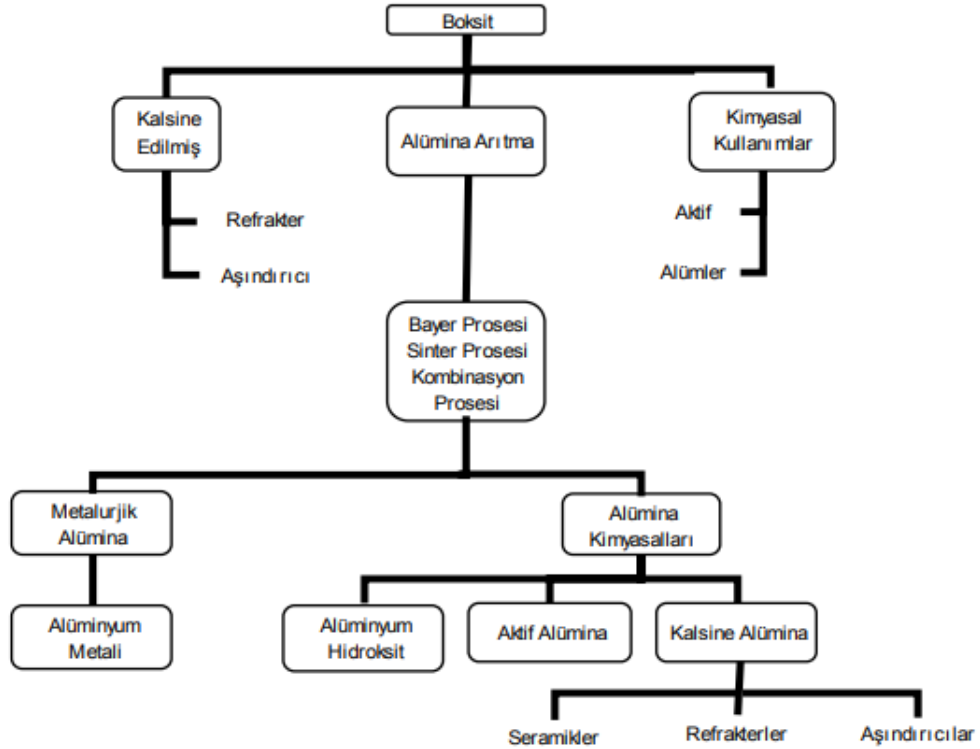 Boksit
Kalsine
Edilmiş
Alümina Arıtma
Kimyasal
Kullanımlar
Refrakter
Aşındırıcı
Aktif
Alümler
Bayer Prosesi
Sinter Prosesi
Kombinasyon
Prosesi
Metalurjik
Alümina
Alümina
Kimyasalları
Alüminyum
Metali
Alüminyum
Hidroksit
Aktif Alümina
Kalsine Alümina
Seramikler
Refrakterler
Aşındırıcılar